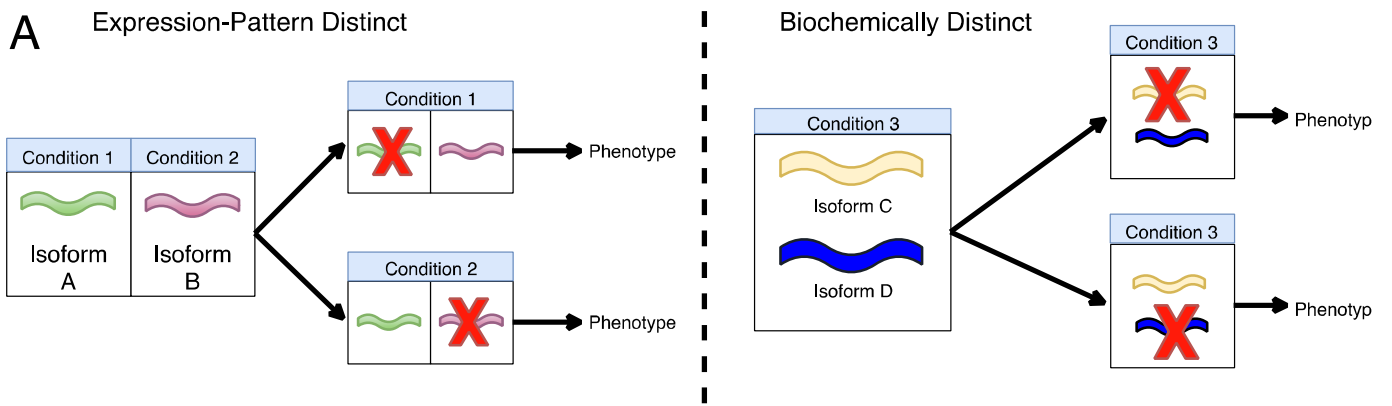 A
Expression-Pattern Distinct
Condition 1
Condition 2
Isoform
A
Isoform
B
Condition 1
Phenotype
Condition 2
Phenotype
Biochemically Distinct
Condition 3
Isoform C
Isoform D
Condition 3
Phenotyp
Condition 3
Phenotyp